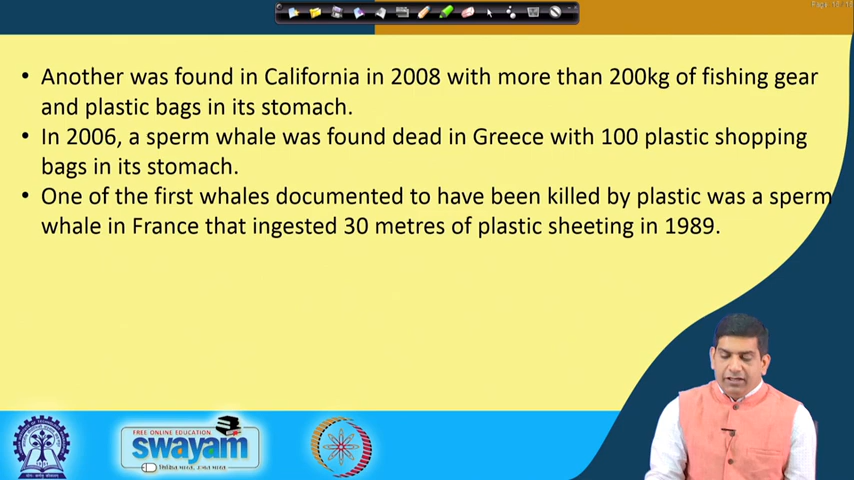 • Another was found in California in 2008 with more than 200kg of fishing gear
and plastic bags in its stomach.
• In 2006, a sperm whale was found dead in Greece with 100 plastic shopping
bags in its stomach.
• One of the first whales documented to have been killed by plastic was a sperm
whale in France that ingested 30 metres of plastic sheeting in 1989.
FREE ONLINE EDUCATION
swayam